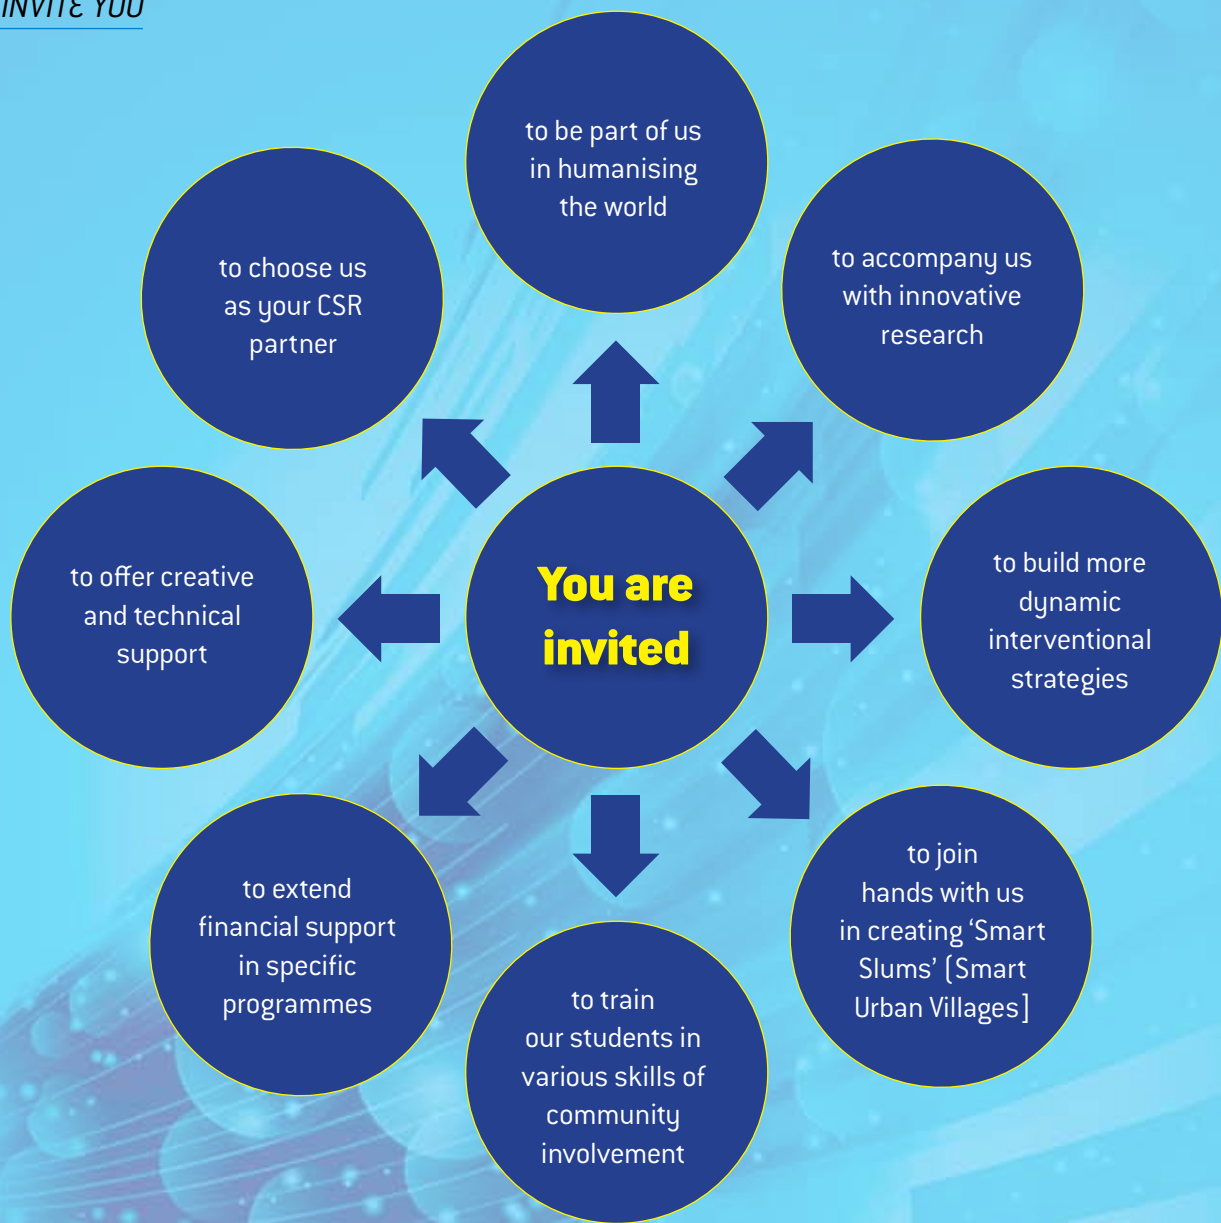 INVITE YOU
to be part of us
in humanising
the world
to accompany us
with innovative
research
to build more
dynamic
interventional
strategies
to join
hands with us
in creating ‘Smart
Slums’ (Smart
Urban Villages]
to train
our students in
various skills of
community
involvement
to extend
financial support
in specific
programmes
to offer creative
and technical
support
to choose us
as your CSR
partner
You are
invited